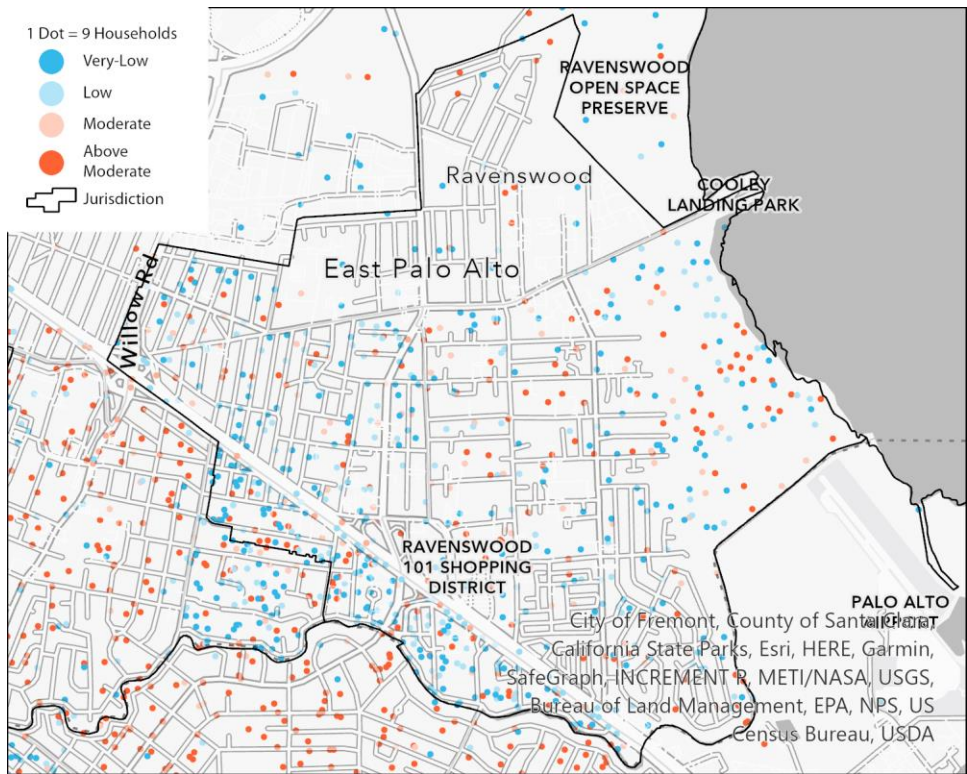 1 Dot = 9 Households
Very-Low
Low
Moderate
Above
Moderate
Jurisdiction
RAVENSWOOD
OPEN SPACE
PRESERVE
Ravenswood
COOLEY
LANDING PARK
East Palo Alto
Willow Rd
RAVENSWOOD
101 SHOPPING
DISTRICT
PALO ALTO
AIRPORT
City of Fremont, County of Santa Clara,
California State Parks, Esri, HERE, Garmin,
SafeGraph, INCREMENT P, METI/NASA, USGS,
Bureau of Land Management, EPA, NPS, US
Census Bureau, USDA